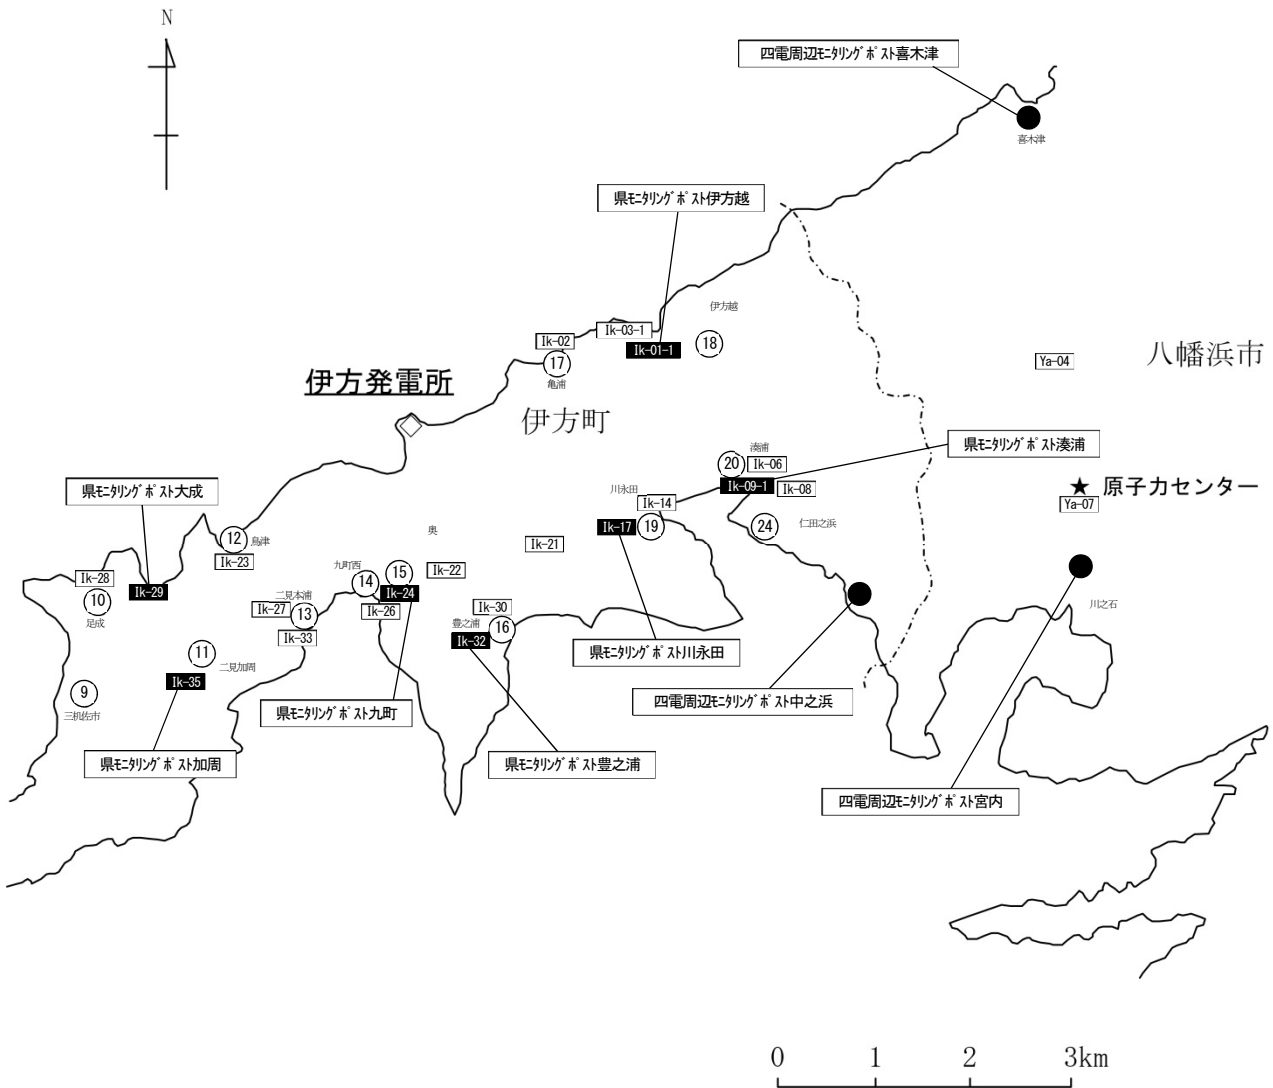 N
四電周辺ﾓﾆﾀﾘﾝｸﾞﾎﾟｽﾄ喜木津
喜木津
県ﾓﾆﾀﾘﾝｸﾞﾎﾟｽﾄ伊方越
伊方越
Ik-03-1
Ik-02
Ik-01-1
18
17
亀浦
Ya-04
八幡浜市
伊方発電所
伊方町
県ﾓﾆﾀﾘﾝｸﾞﾎﾟｽﾄ湊浦
湊浦
20
Ik-06
Ik-09-1
Ik-08
県ﾓﾆﾀﾘﾝｸﾞﾎﾟｽﾄ大成
川永田
Ik-14
★ 原子力センター
Ya-07
Ik-17
19
24
仁田之浜
奥
12
鳥津
Ik-21
Ik-23
九町西
14
15
Ik-22
Ik-28
Ik-29
Ik-24
10
足成
二見本浦
Ik-27
13
Ik-26
Ik-30
川之石
豊之浦
16
Ik-33
Ik-32
11
二見加周
県ﾓﾆﾀﾘﾝｸﾞﾎﾟｽﾄ川永田
Ik-35
9
三机佐市
四電周辺ﾓﾆﾀﾘﾝｸﾞﾎﾟｽﾄ中之浜
県ﾓﾆﾀﾘﾝｸﾞﾎﾟｽﾄ九町
県ﾓﾆﾀﾘﾝｸﾞﾎﾟｽﾄ加周
県ﾓﾆﾀﾘﾝｸﾞﾎﾟｽﾄ豊之浦
四電周辺ﾓﾆﾀﾘﾝｸﾞﾎﾟｽﾄ宮内
0 1 2 3km